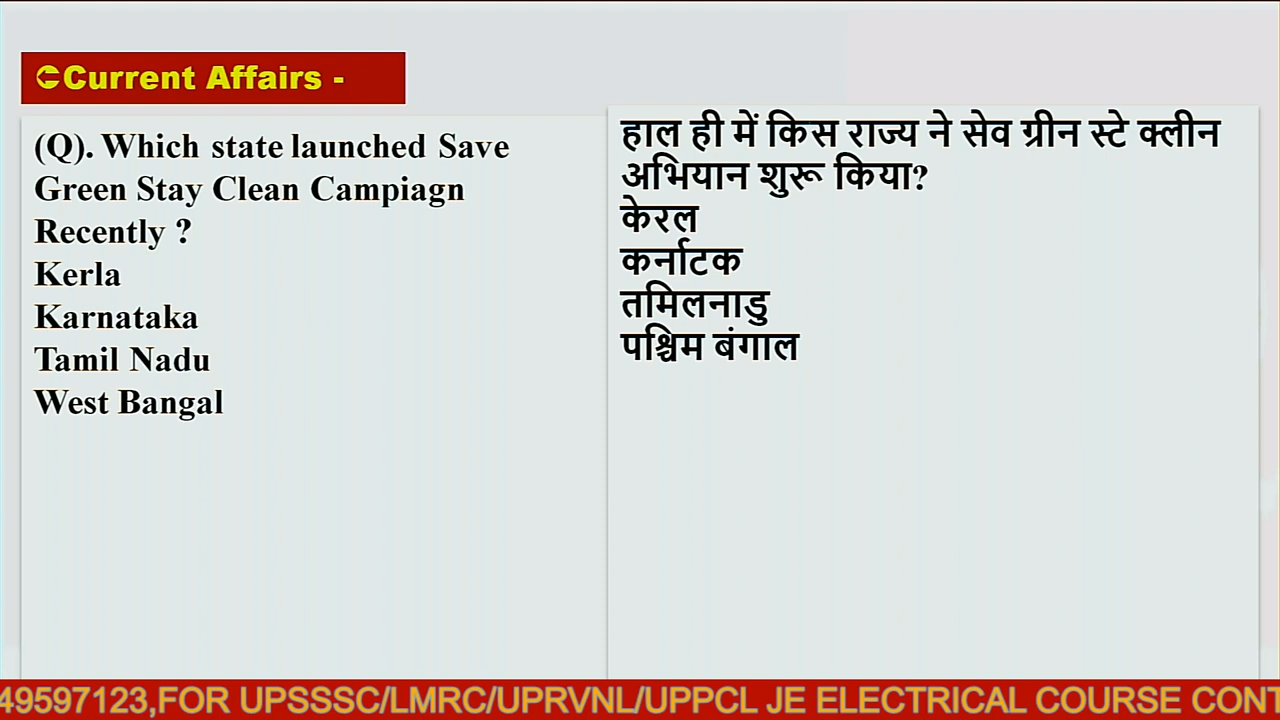 ➲Current Affairs -
(Q). Which state launched Save
Green Stay Clean Campiagn
Recently ?
Kerla
Karnataka
Tamil Nadu
West Bangal
हाल ही में किस राज्य ने सेव ग्रीन स्टे क्लीन
अभियान शुरू किया?
केरल
कर्नाटक
तमिलनाडु
पश्चिम बंगाल
49597123,FOR UPSSSC/LMRC/UPRVNL/UPPCL JE ELECTRICAL COURSE CONT